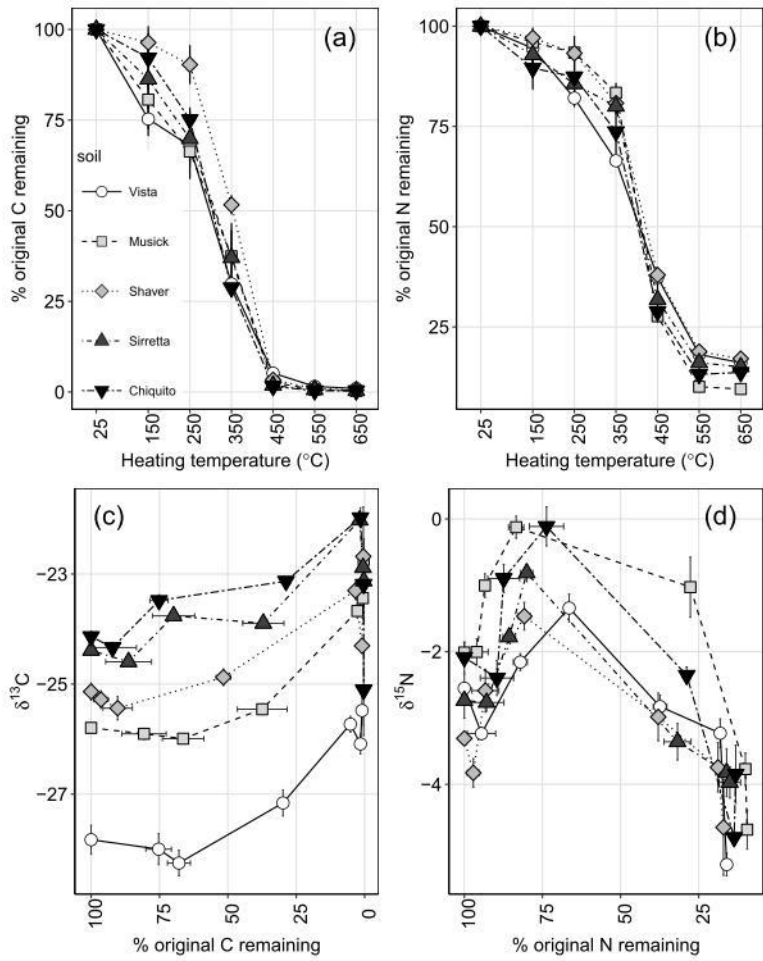 (a)
% original C remaining
100
75
50
25
0
soil
Vista
Musick
Shaver
Sirretta
Chiquito
25
150
250
350
450
550
650
Heating temperature (°C)
(b)
% original N remaining
100
75
50
25
25
150
250
350
450
550
650
Heating temperature (°C)
(c)
δ13C
−23
−25
−27
100
75
50
25
0
% original C remaining
(d)
δ15N
0
−2
−4
100
75
50
25
% original N remaining